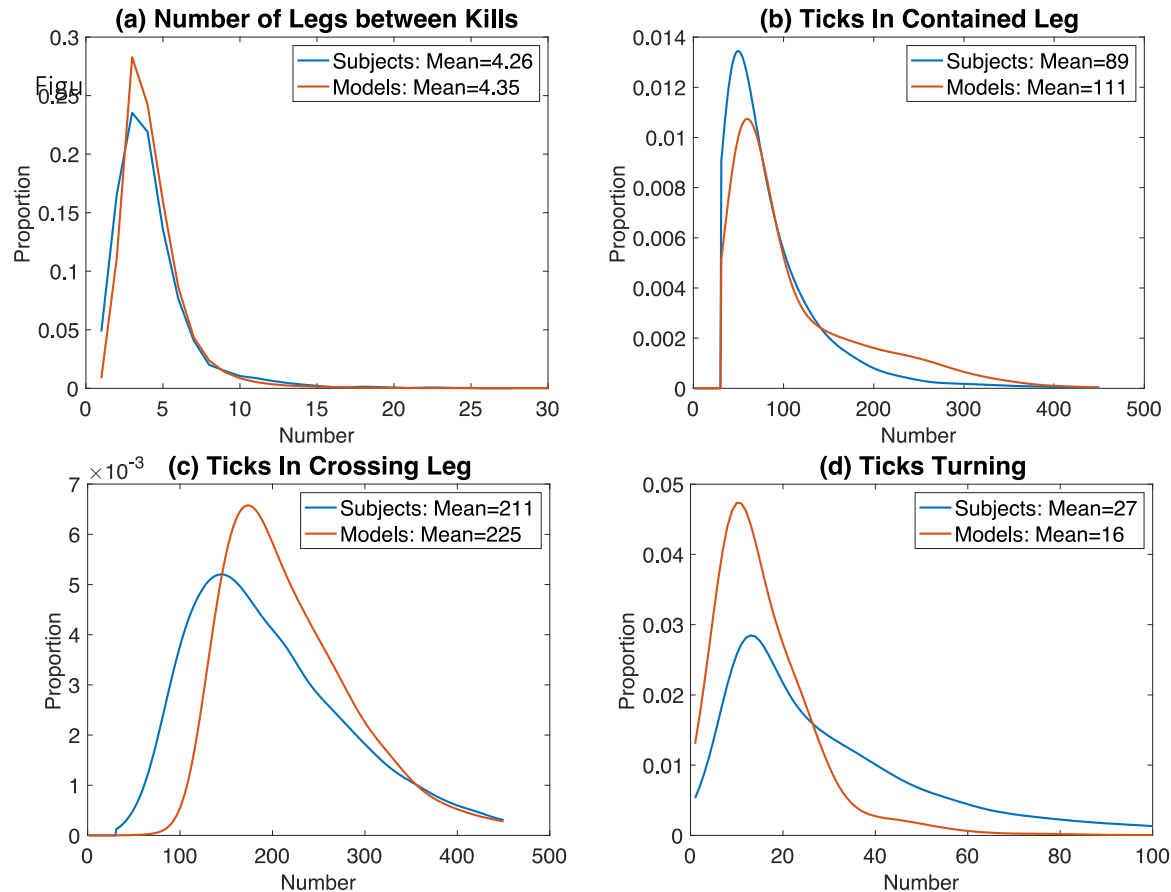 (a) Number of Legs between Kills
0.3
0.25
0.2
0.15
0.1
0.05
0
Proportion
Figu
Subjects: Mean=4.26
Models: Mean=4.35
0 5 10 15 20 25 30
Number
(b) Ticks In Contained Leg
0.014
0.012
0.01
0.008
0.006
0.004
0.002
0
Proportion
Subjects: Mean=89
Models: Mean=111
0 100 200 300 400 500
Number
(c) Ticks In Crossing Leg
×10⁻³
7
6
5
4
3
2
1
0
Proportion
Subjects: Mean=211
Models: Mean=225
0 100 200 300 400 500
Number
(d) Ticks Turning
0.05
0.04
0.03
0.02
0.01
0
Proportion
Subjects: Mean=27
Models: Mean=16
0 20 40 60 80 100
Number